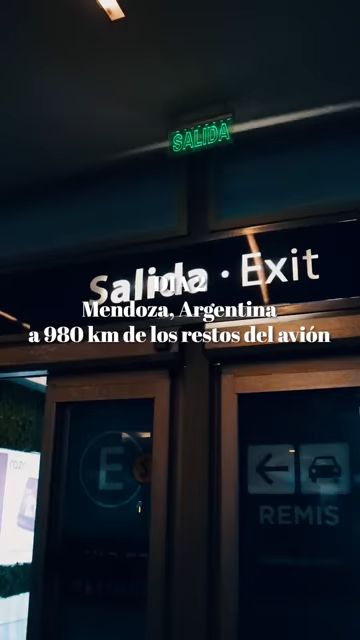 SALIDA
Salida · Exit
Mendoza, Argentina
a 980 km de los restos del avión
E
REMIS